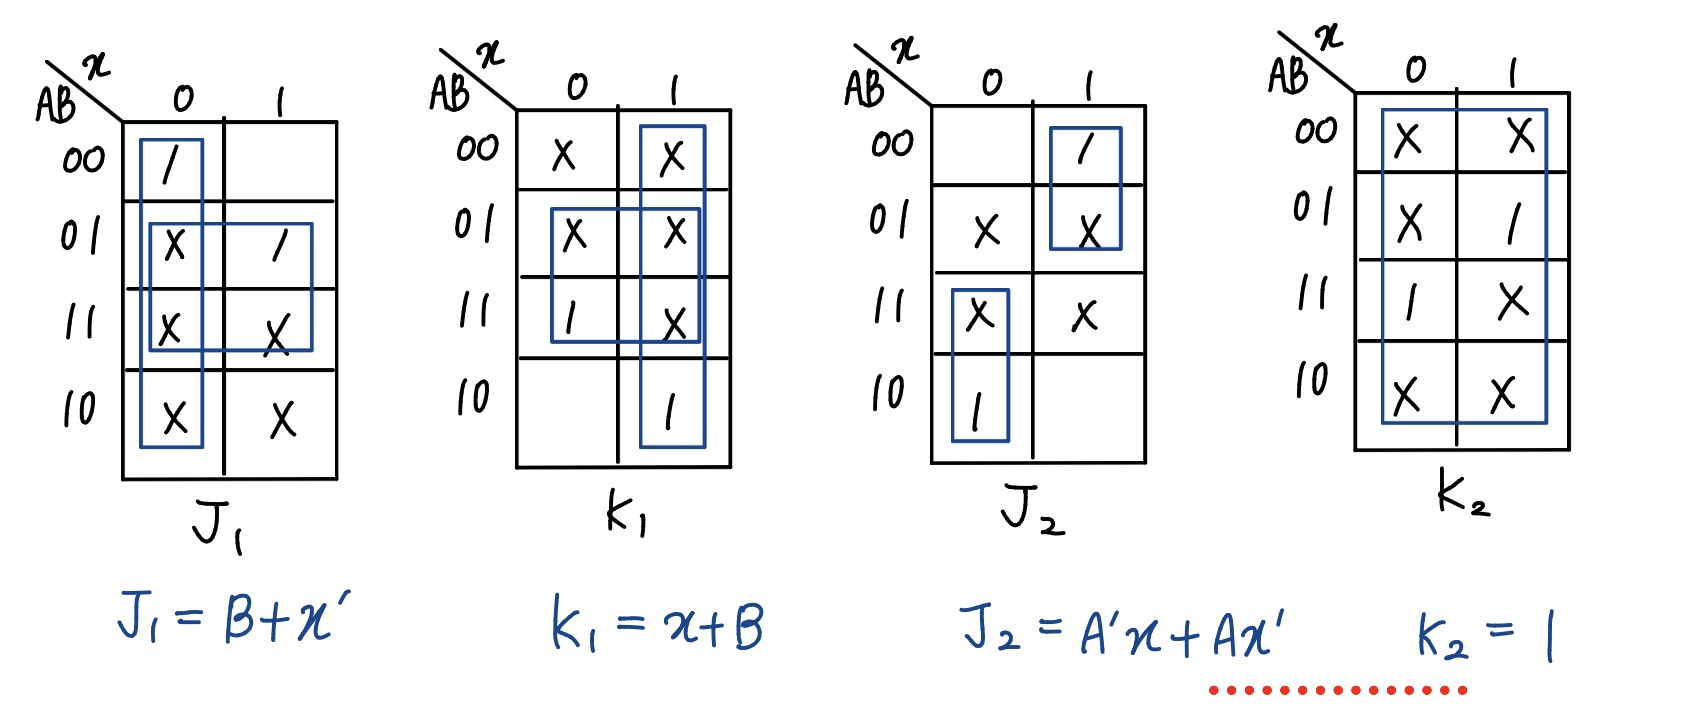 x x x x
AB 0 1 AB 0 1 AB 0 1 AB 0 1
00 1 00 X X 00 1 00 X X
01 X 1 01 X X 01 X X 01 X 1
11 X X 11 1 X 11 X X 11 1 X
10 X X 10 1 10 1 10 X X
J₁ K₁ J₂ K₂
J₁ = B+x′ K₁ = x+B J₂ = A′x+Ax′ K₂ = 1